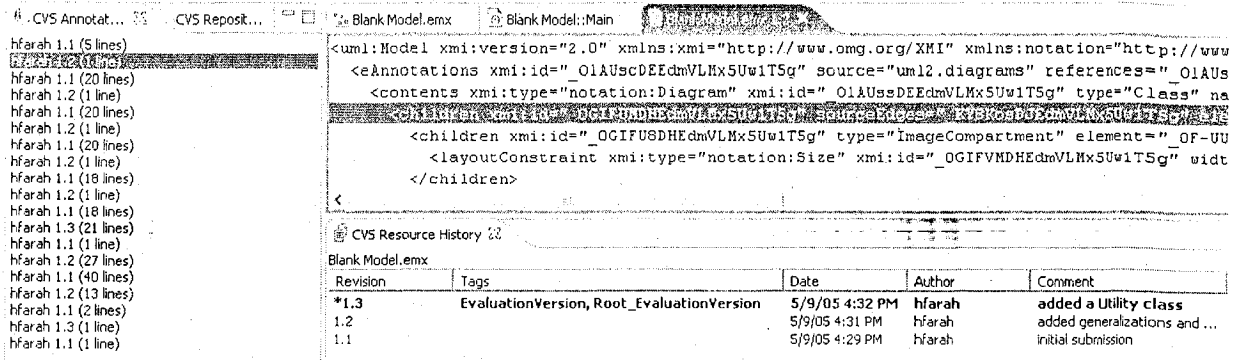 CVS Annotat... CVS Reposit...
hfarah 1.1 (5 lines)
hfarah 1.1 (20 lines)
hfarah 1.2 (1 line)
hfarah 1.1 (20 lines)
hfarah 1.2 (1 line)
hfarah 1.1 (20 lines)
hfarah 1.2 (1 line)
hfarah 1.1 (18 lines)
hfarah 1.2 (1 line)
hfarah 1.1 (18 lines)
hfarah 1.3 (21 lines)
hfarah 1.1 (1 line)
hfarah 1.2 (27 lines)
hfarah 1.1 (40 lines)
hfarah 1.2 (13 lines)
hfarah 1.1 (2 lines)
hfarah 1.3 (1 line)
hfarah 1.1 (1 line)
Blank Model.emx Blank Model::Main
<uml:Model xmi:version="2.0" xmlns:xmi="http://www.omg.org/XMI" xmlns:notation="http://www
<eAnnotations xmi:id="_OlAUscDEEdmVLMx5Uw1T5g" source="uml2.diagrams" references="_OlAUs
<contents xmi:type="notation:Diagram" xmi:id="_OlAUssDEEdmVLMx5Uw1T5g" type="Class" na
<children xmi:id="_OGIFU8DHEdmVLMx5Uw1T5g" type="ImageCompartment" element="_OF-UU
<layoutConstraint xmi:type="notation:Size" xmi:id="_OGIFVMDHEdmVLMx5Uw1T5g" widt
</children>
CVS Resource History
Blank Model.emx
Revision Tags Date Author Comment
*1.3 EvaluationVersion, Root_EvaluationVersion 5/9/05 4:32 PM hfarah added a Utility class
1.2 5/9/05 4:31 PM hfarah added generalizations and ...
1.1 5/9/05 4:29 PM hfarah initial submission